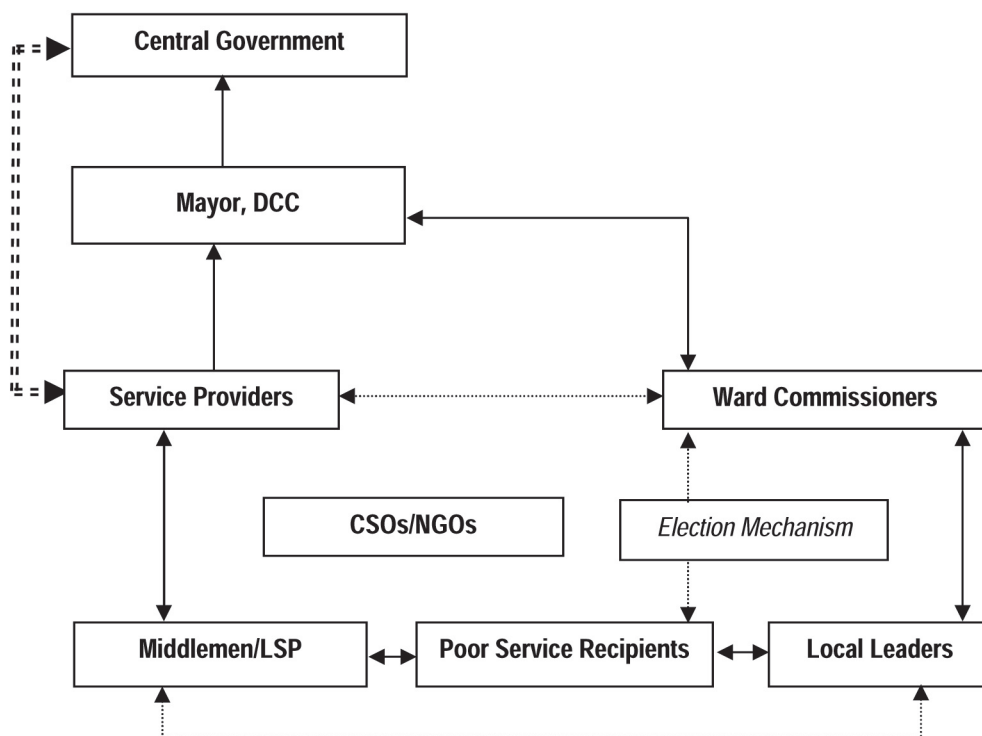 Central Government
Mayor, DCC
Service Providers
Ward Commissioners
CSOs/NGOs
Election Mechanism
Middlemen/LSP
Poor Service Recipients
Local Leaders